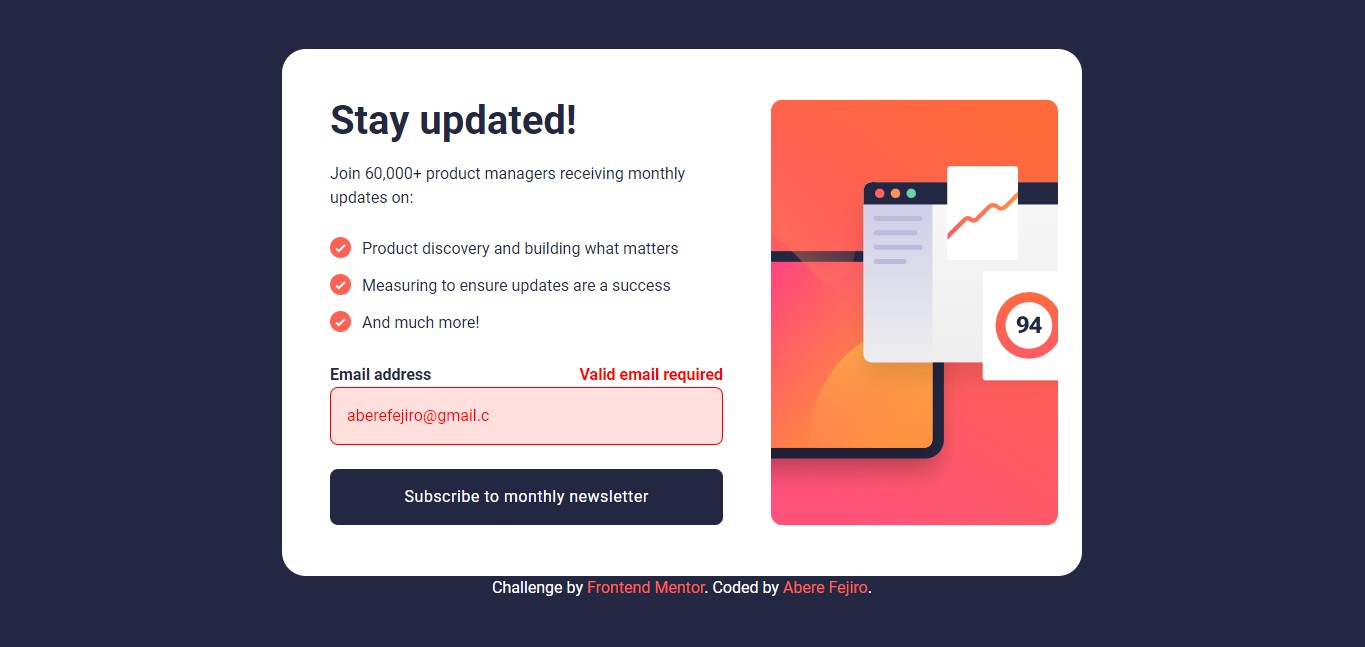 Stay updated!
Join 60,000+ product managers receiving monthly
updates on:
Product discovery and building what matters
Measuring to ensure updates are a success
And much more!
Email address Valid email required
aberefejiro@gmail.c
Subscribe to monthly newsletter
94
Challenge by Frontend Mentor. Coded by Abere Fejiro.